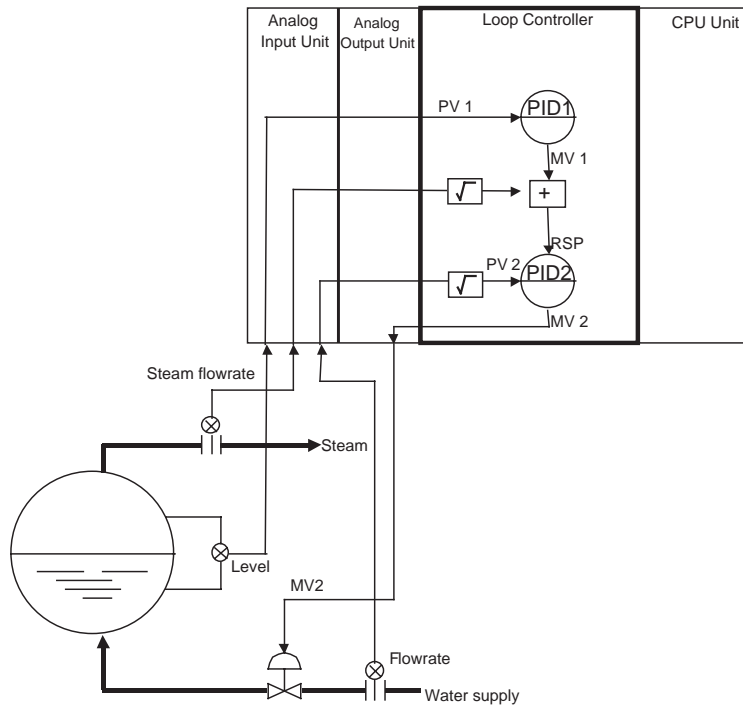 Analog
Input Unit
Analog
Output Unit
Loop Controller
CPU Unit
PV 1
PID1
MV 1
√
+
RSP
PV 2
√
PID2
MV 2
Steam flowrate
Steam
Level
MV2
Flowrate
Water supply